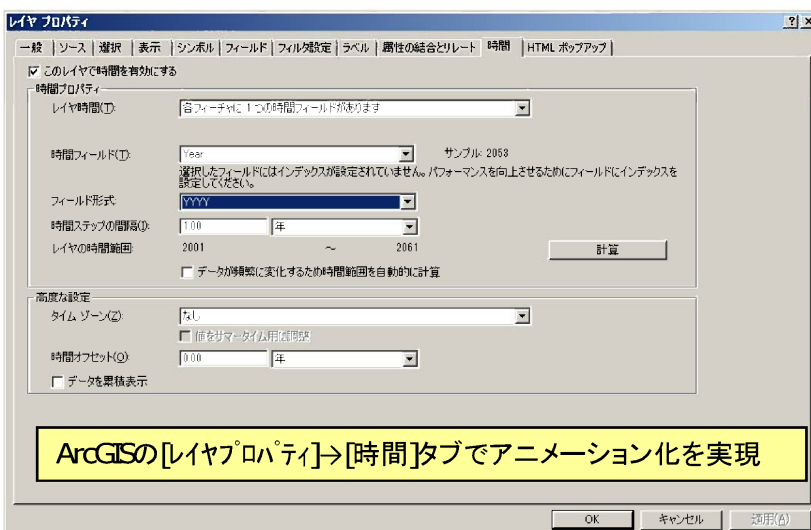 レイヤ プロパティ
一般 ソース 選択 表示 シンボル フィールド フィルタ設定 ラベル 属性の結合とリレート 時間 HTML ポップアップ
このレイヤで時間を有効にする
時間プロパティ
レイヤ時間(T): 各フィーチャに 1 つの時間フィールドがあります
時間フィールド(T): Year サンプル: 2053
選択したフィールドにはインデックスが設定されていません。パフォーマンスを向上させるためにフィールドにインデックスを
設定してください。
フィールド形式: YYYY
時間ステップの間隔(I): 1.00 年
レイヤの時間範囲: 2001 ～ 2061 計算
データが頻繁に変化するため時間範囲を自動的に計算
高度な設定
タイム ゾーン(Z): なし
値をサマータイム用に調整
時間オフセット(O): 0.00 年
データを累積表示
ArcGISの[レイヤプロパティ]→[時間]タブでアニメーション化を実現
OK キャンセル 適用(A)